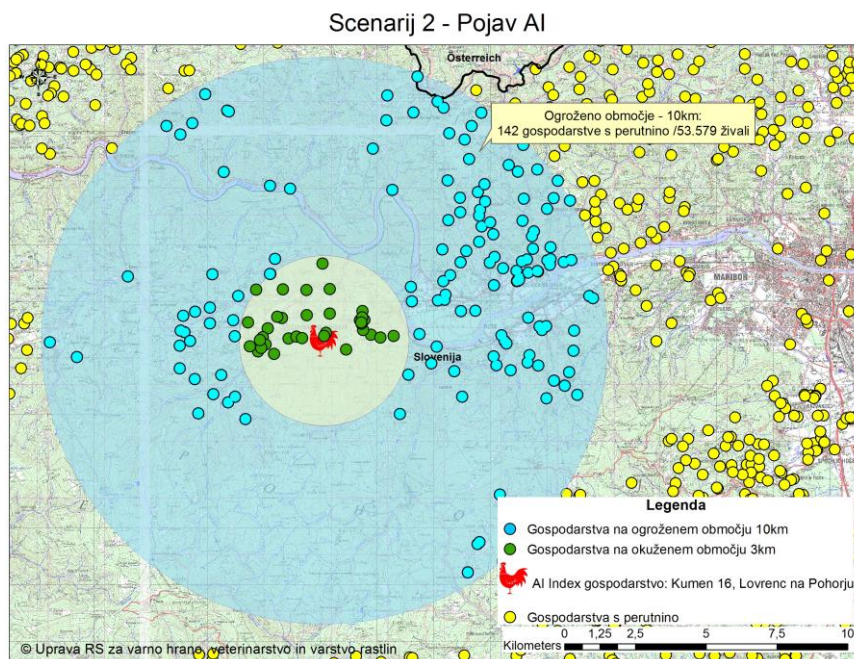 Scenarij 2 - Pojav AI
Österreich
Ogroženo območje - 10km:
142 gospodarstve s perutnino /53.579 živali
MARIBOR
Slovenija
Legenda
Gospodarstva na ogroženem območju 10km
Gospodarstva na okuženem območju 3km
AI Index gospodarstvo: Kumen 16, Lovrenc na Pohorju
Gospodarstva s perutnino
Kilometers 0 1,25 2,5 5 7,5 10
© Uprava RS za varno hrano, veterinarstvo in varstvo rastlin